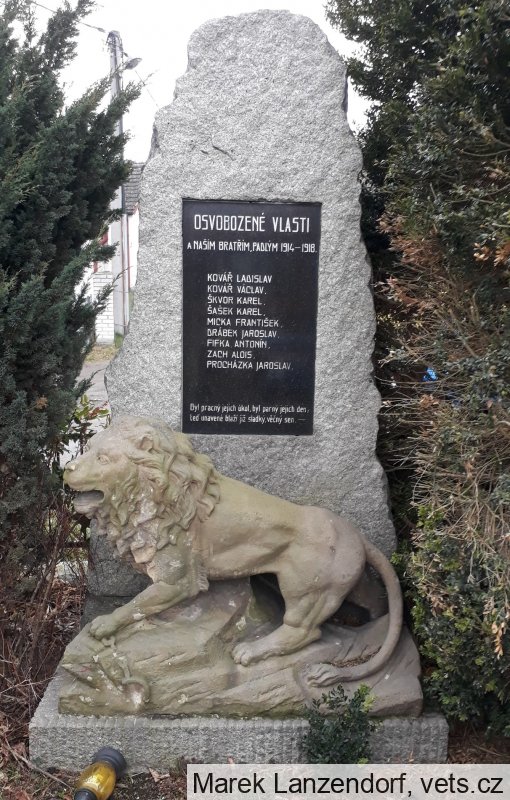 OSVOBOZENÉ VLASTI
A NAŠIM BRATŘÍM, PADLÝM 1914-1918.
KOVÁŘ LADISLAV
KOVÁŘ VÁCLAV,
ŠKVOR KAREL,
ŠAŠEK KAREL,
MICKA FRANTIŠEK,
DRÁBEK JAROSLAV,
FIFKA ANTONÍN,
ZACH ALOIS,
PROCHÁZKA JAROSLAV,
Byl pracný jejich úkol, byl parný jejich den,
teď unavené blaží již sladký, věčný sen. —
Marek Lanzendorf, vets.cz